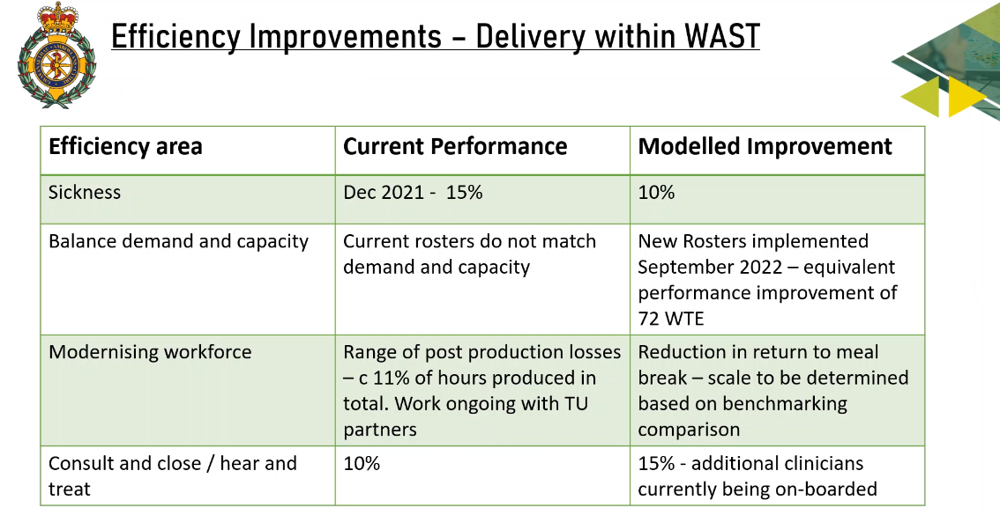 Efficiency Improvements – Delivery within WAST
Efficiency area
Current Performance
Modelled Improvement
Sickness
Dec 2021 -  15%
10%
Balance demand and capacity
Current rosters do not match
demand and capacity
New Rosters implemented
September 2022 – equivalent
performance improvement of
72 WTE
Modernising workforce
Range of post production losses
– c 11% of hours produced in
total. Work ongoing with TU
partners
Reduction in return to meal
break – scale to be determined
based on benchmarking
comparison
Consult and close / hear and
treat
10%
15% - additional clinicians
currently being on-boarded